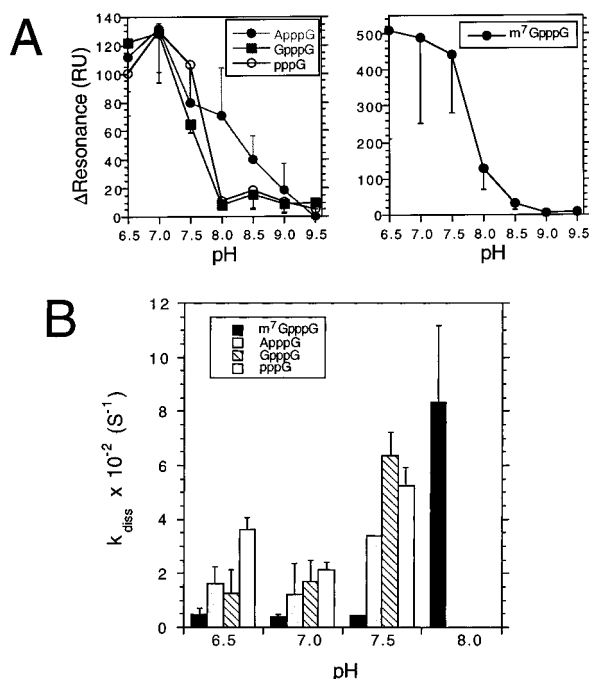 A
ΔResonance (RU)
140
120
100
80
60
40
20
0
ApppG
GpppG
pppG
6.5 7.0 7.5 8.0 8.5 9.0 9.5
pH
500
400
300
200
100
0
m⁷GpppG
6.5 7.0 7.5 8.0 8.5 9.0 9.5
pH
B
k diss x 10⁻² (S⁻¹)
12
10
8
6
4
2
0
m⁷GpppG
ApppG
GpppG
pppG
6.5 7.0 7.5 8.0
pH